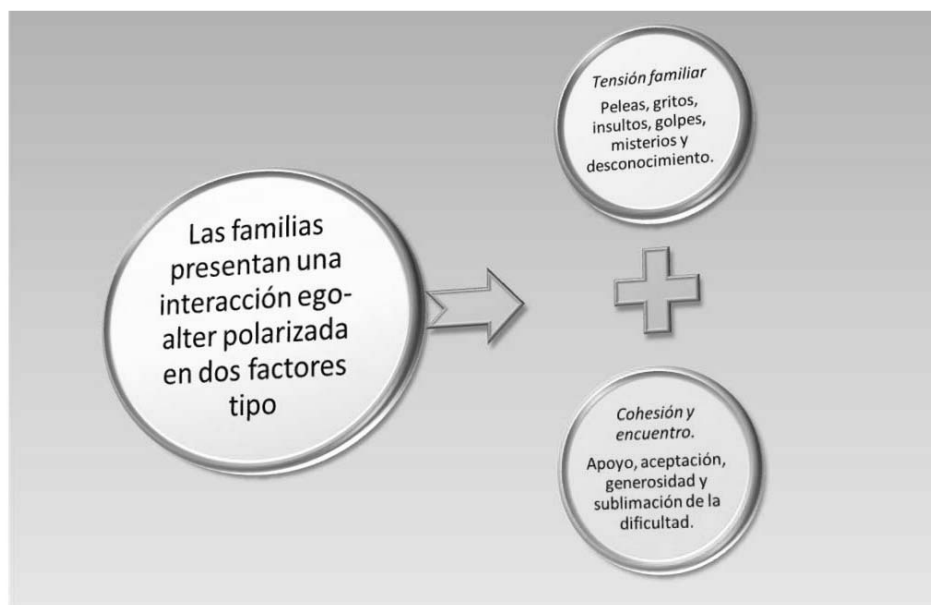 Las familias
presentan una
interacción ego-
alter polarizada
en dos factores
tipo
Tensión familiar
Peleas, gritos,
insultos, golpes,
misterios y
desconocimiento.
Cohesión y
encuentro.
Apoyo, aceptación,
generosidad y
sublimación de la
dificultad.